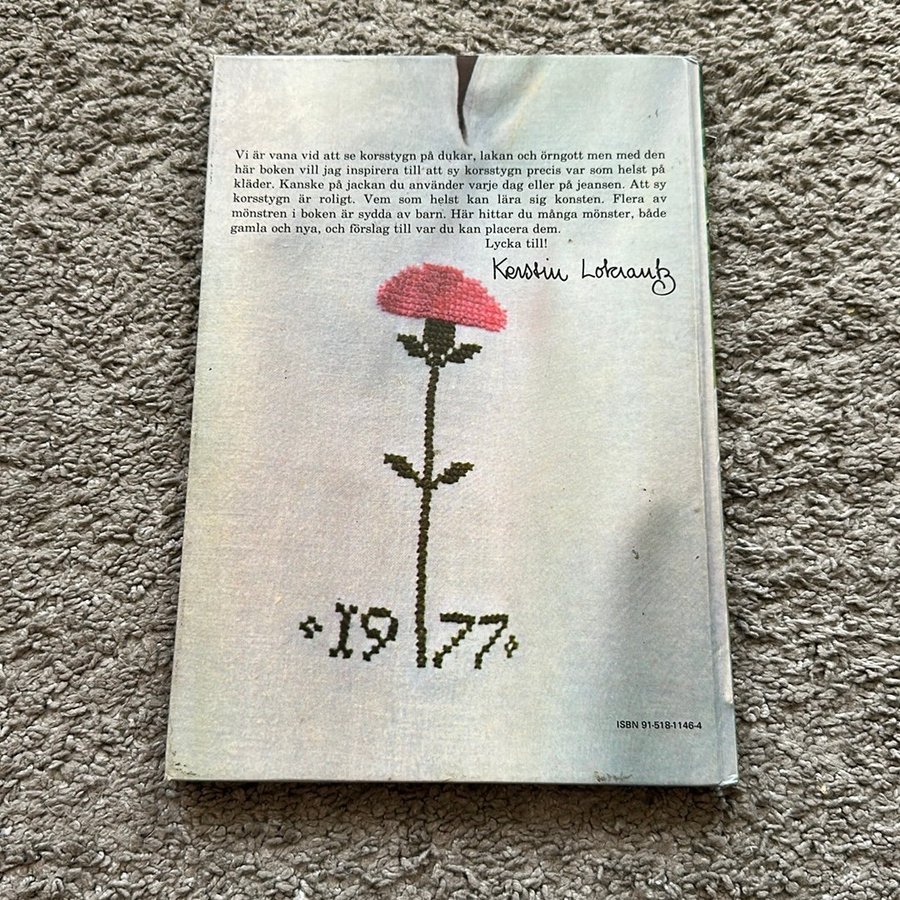 Vi är vana vid att se korsstygn på dukar, lakan och örngott men med den
här boken vill jag inspirera till att sy korsstygn precis var som helst på
kläder. Kanske på jackan du använder varje dag eller på jeansen. Att sy
korsstygn är roligt. Vem som helst kan lära sig konsten. Flera av
mönstren i boken är sydda av barn. Här hittar du många mönster, både
gamla och nya, och förslag till var du kan placera dem.
Lycka till!
Kerstin Lokrantz
1977
ISBN 91-518-1146-4